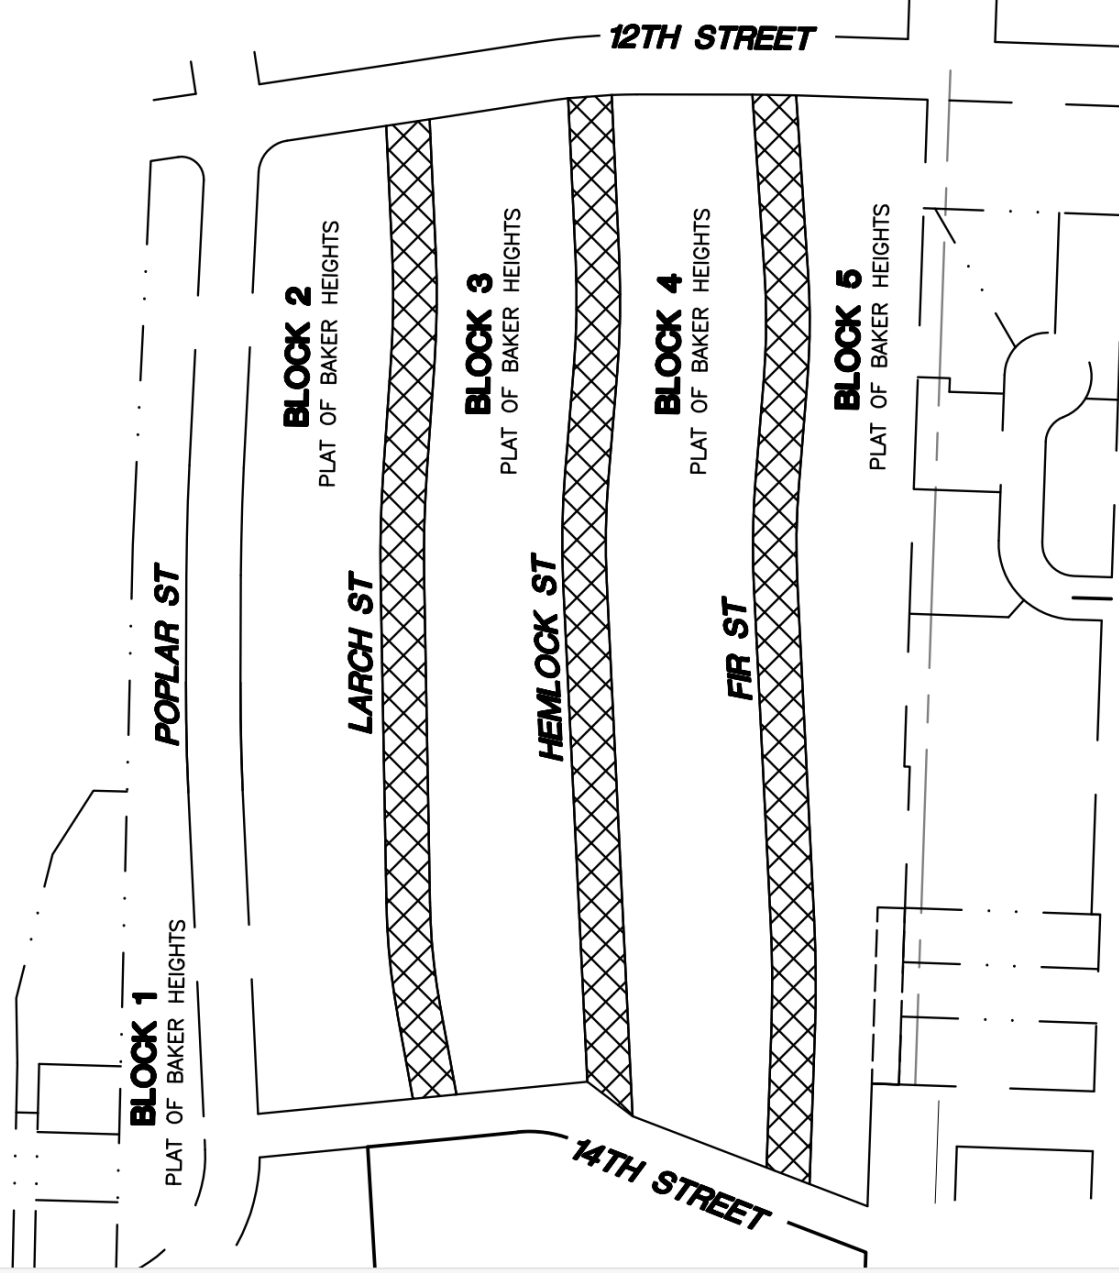 12TH STREET
BLOCK 2
PLAT OF BAKER HEIGHTS
BLOCK 3
PLAT OF BAKER HEIGHTS
BLOCK 4
PLAT OF BAKER HEIGHTS
BLOCK 5
PLAT OF BAKER HEIGHTS
POPLAR ST
LARCH ST
HEMLOCK ST
FIR ST
BLOCK 1
PLAT OF BAKER HEIGHTS
14TH STREET